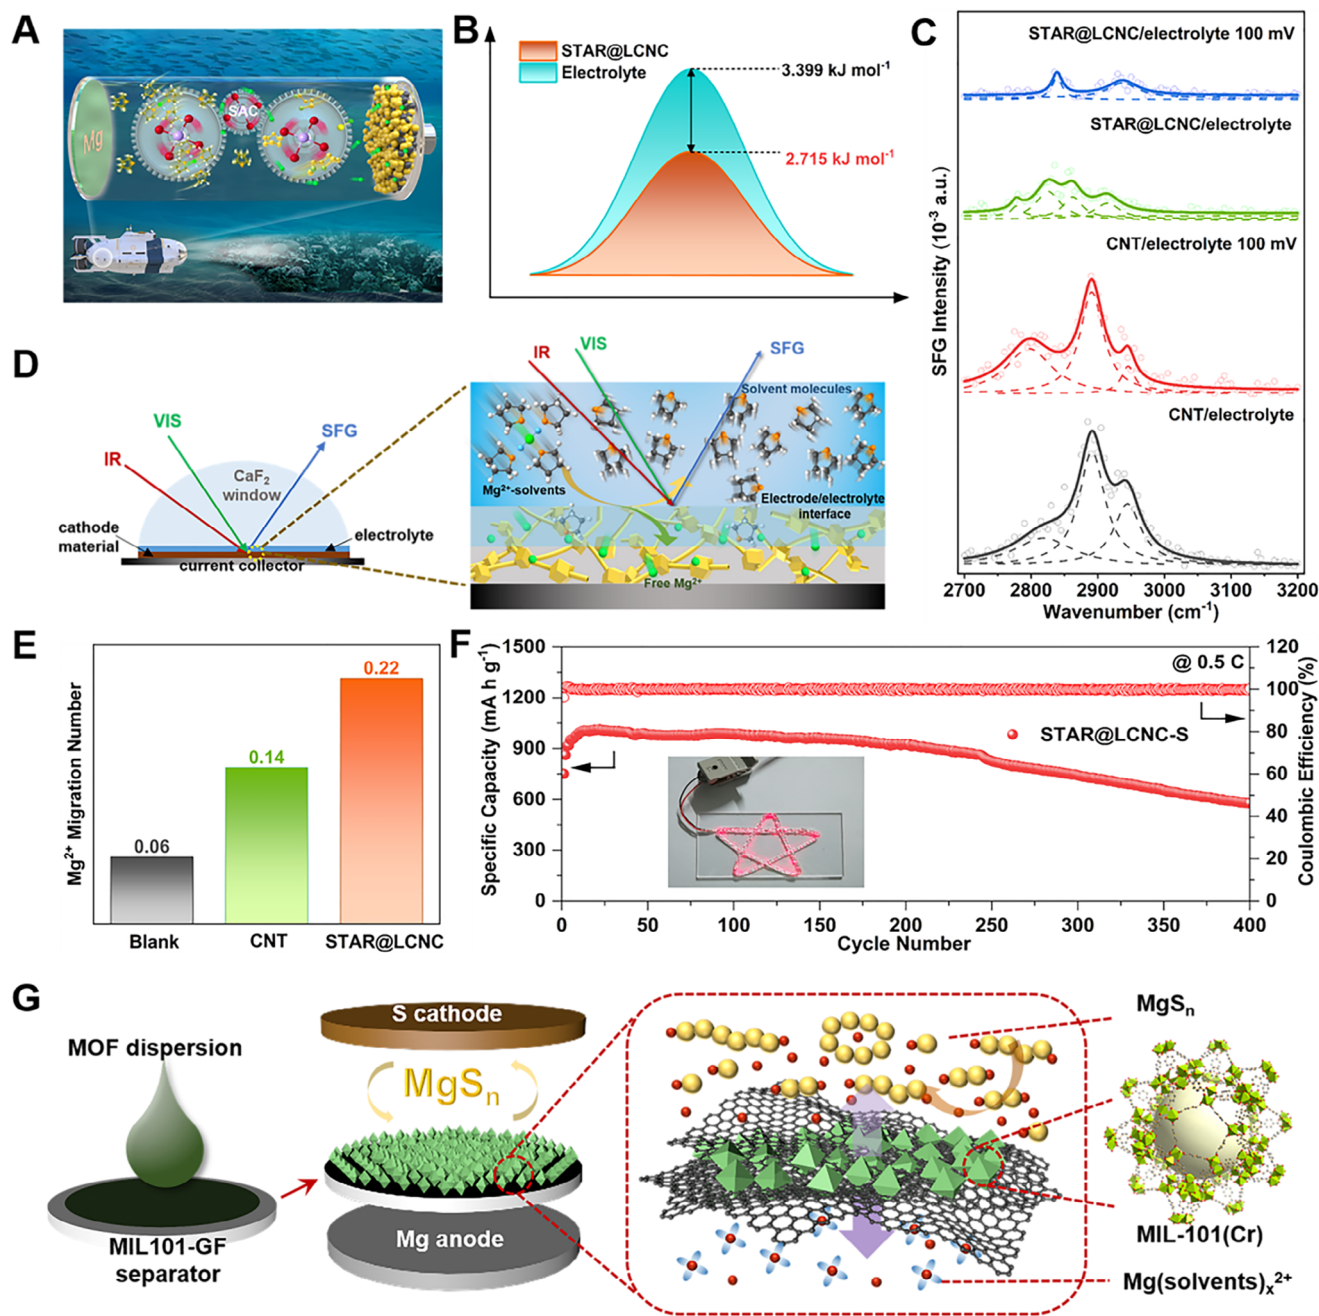 A
Mg
SAC
B
STAR@LCNC
Electrolyte
3.399 kJ mol⁻¹
2.715 kJ mol⁻¹
C
STAR@LCNC/electrolyte 100 mV
STAR@LCNC/electrolyte
CNT/electrolyte 100 mV
CNT/electrolyte
SFG Intensity (10⁻³ a.u.)
2700 2800 2900 3000 3100 3200
Wavenumber (cm⁻¹)
D
IR
VIS
SFG
CaF₂
window
cathode
material
electrolyte
current collector
IR
VIS
SFG
Solvent molecules
Mg²⁺-solvents
Electrode/electrolyte
interface
Free Mg²⁺
E
Mg²⁺ Migration Number
0.06
0.14
0.22
Blank CNT STAR@LCNC
F
Specific Capacity (mA h g⁻¹)
1500
1200
900
600
300
0
@ 0.5 C
STAR@LCNC-S
120
100
80
60
40
20
0
Coulombic Efficiency (%)
0 50 100 150 200 250 300 350 400
Cycle Number
G
MOF dispersion
MIL101-GF
separator
S cathode
MgSₙ
Mg anode
MgSₙ
MIL-101(Cr)
Mg(solvents)ₓ²⁺